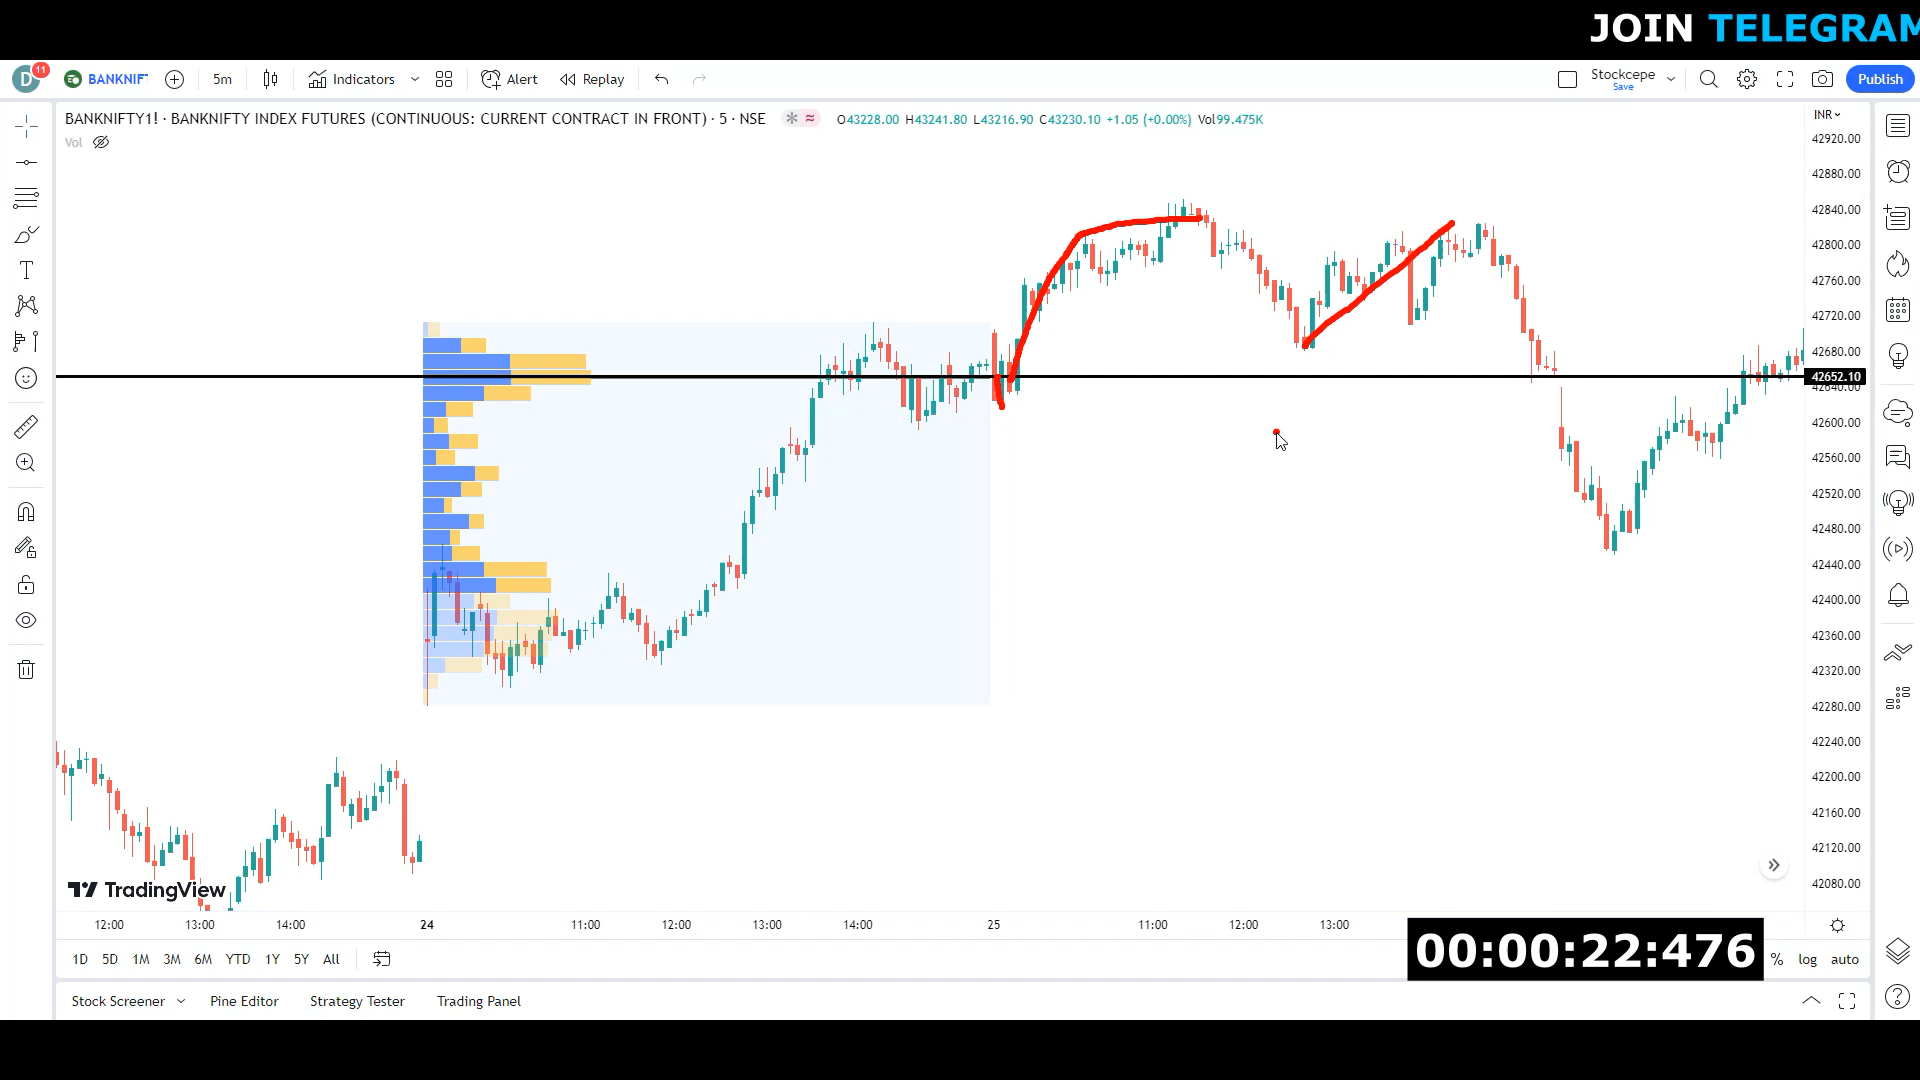 JOIN TELEGRAM
D 11 BANKNIF 5m Indicators Alert Replay Stockcepe Save Publish
BANKNIFTY1! · BANKNIFTY INDEX FUTURES (CONTINUOUS: CURRENT CONTRACT IN FRONT) · 5 · NSE O43228.00 H43241.80 L43216.90 C43230.10 +1.05 (+0.00%) Vol99.475K INR
Vol
42920.00
42880.00
42840.00
42800.00
42760.00
42720.00
42680.00
42652.10
42640.00
42600.00
42560.00
42520.00
42480.00
42440.00
42400.00
42360.00
42320.00
42280.00
42240.00
42200.00
42160.00
42120.00
42080.00
TradingView
12:00 13:00 14:00 24 11:00 12:00 13:00 14:00 25 11:00 12:00 13:00
1D 5D 1M 3M 6M YTD 1Y 5Y All 00:00:22:476 % log auto
Stock Screener Pine Editor Strategy Tester Trading Panel